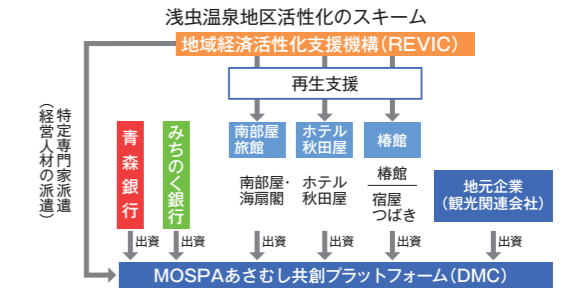 浅虫温泉地区活性化のスキーム
地域経済活性化支援機構(REVIC)
再生支援
特定専門家派遣
(経営人材の派遣)
青森銀行
みちのく銀行
南部屋
旅館
ホテル
秋田屋
椿館
南部屋・
海扇閣
ホテル
秋田屋
椿館
宿屋
つばき
地元企業
(観光関連会社)
出資
出資
出資
出資
出資
出資
MOSPAあさむし共創プラットフォーム(DMC)